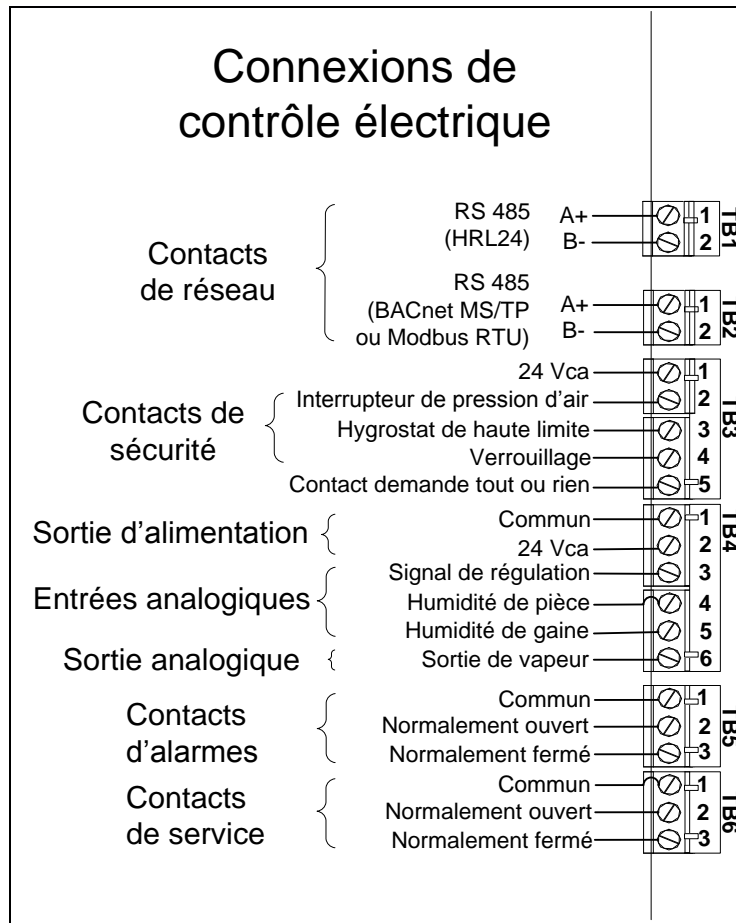 Connexions de
contrôle électrique
Contacts
de réseau
RS 485
(HRL24)
A+ 1
B- 2
TB1
RS 485
(BACnet MS/TP
ou Modbus RTU)
A+ 1
B- 2
TB2
Contacts de
sécurité
24 Vca 1
Interrupteur de pression d'air 2
Hygrostat de haute limite 3
Verrouillage 4
Contact demande tout ou rien 5
TB3
Sortie d'alimentation
Commun 1
24 Vca 2
Entrées analogiques
Signal de régulation 3
Humidité de pièce 4
Humidité de gaine 5
Sortie analogique
Sortie de vapeur 6
TB4
Contacts
d'alarmes
Commun 1
Normalement ouvert 2
Normalement fermé 3
TB5
Contacts
de service
Commun 1
Normalement ouvert 2
Normalement fermé 3
TB6